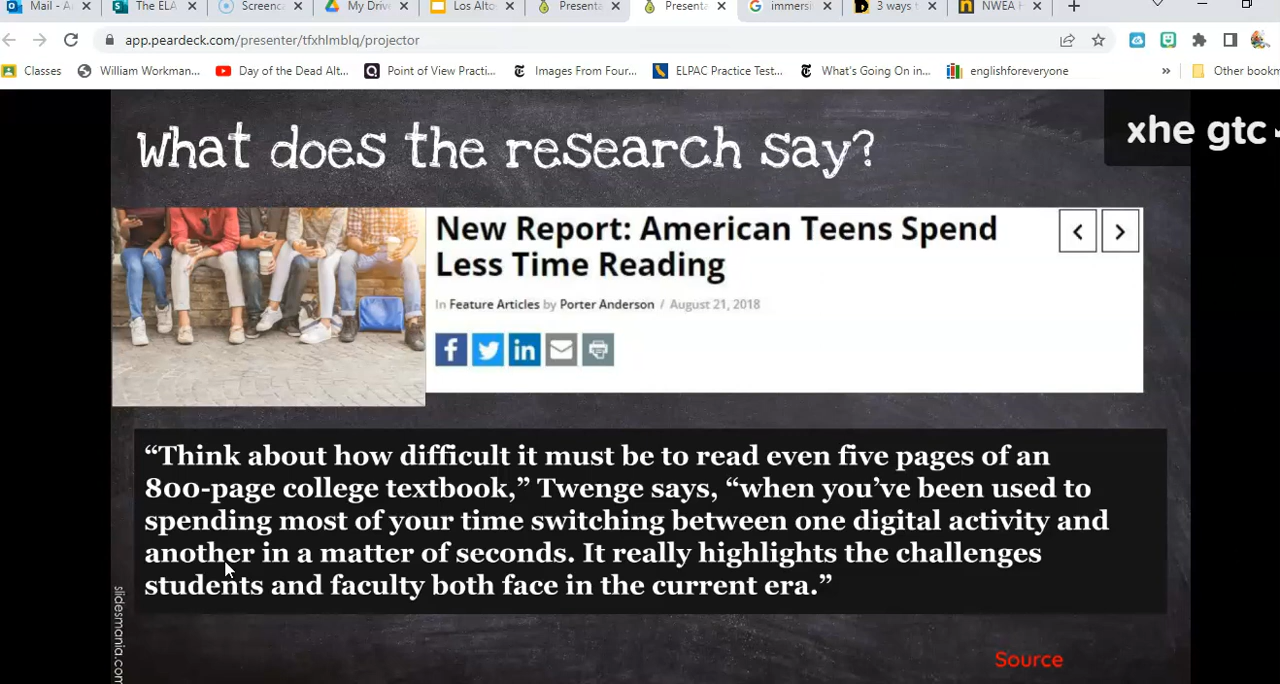 Mail - A
The ELA
Screenca
My Driv
Los Alto
Presenta
Presenta
immersi
3 ways
NWEA
app.peardeck.com/presenter/tfxhlmblq/projector
Classes
William Workman...
Day of the Dead Alt...
Point of View Practi...
Images From Four...
ELPAC Practice Test...
What's Going On in...
englishforeveryone
»
Other bookm
What does the research say?
xhe gtc
New Report: American Teens Spend
Less Time Reading
In Feature Articles by Porter Anderson / August 21, 2018
“Think about how difficult it must be to read even five pages of an
800-page college textbook,” Twenge says, “when you’ve been used to
spending most of your time switching between one digital activity and
another in a matter of seconds. It really highlights the challenges
students and faculty both face in the current era.”
slidesmania.com
Source